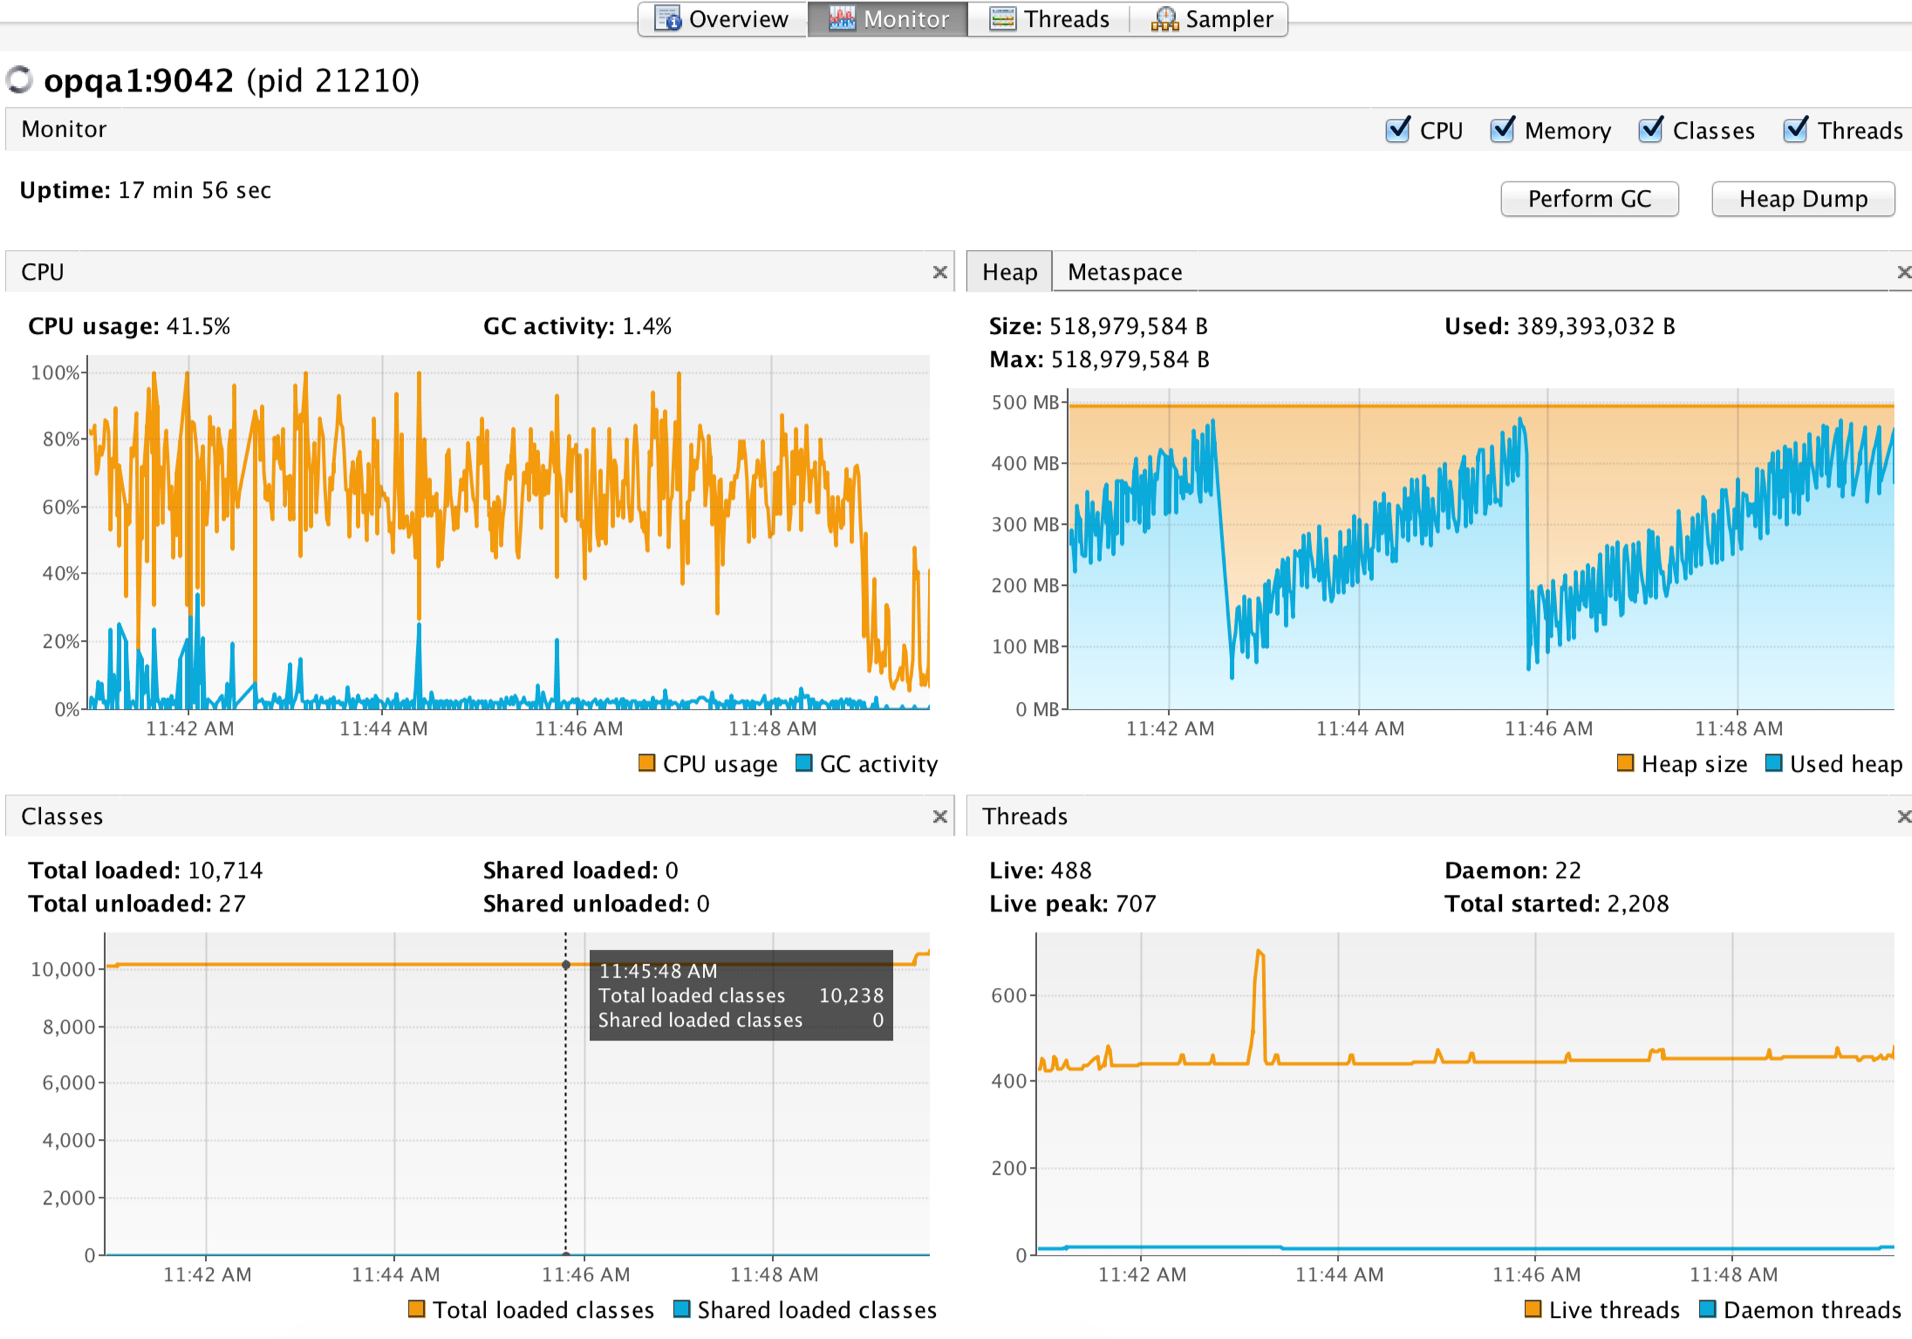 Overview Monitor Threads Sampler
opqa1:9042 (pid 21210)
Monitor CPU Memory Classes Threads
Uptime: 17 min 56 sec
Perform GC Heap Dump
CPU
CPU usage: 41.5% GC activity: 1.4%
100%
80%
60%
40%
20%
0%
11:42 AM 11:44 AM 11:46 AM 11:48 AM
CPU usage GC activity
Heap Metaspace
Size: 518,979,584 B Used: 389,393,032 B
Max: 518,979,584 B
500 MB
400 MB
300 MB
200 MB
100 MB
0 MB
11:42 AM 11:44 AM 11:46 AM 11:48 AM
Heap size Used heap
Classes
Total loaded: 10,714 Shared loaded: 0
Total unloaded: 27 Shared unloaded: 0
10,000
8,000
6,000
4,000
2,000
0
11:45:48 AM
Total loaded classes 10,238
Shared loaded classes 0
11:42 AM 11:44 AM 11:46 AM 11:48 AM
Total loaded classes Shared loaded classes
Threads
Live: 488 Daemon: 22
Live peak: 707 Total started: 2,208
600
400
200
0
11:42 AM 11:44 AM 11:46 AM 11:48 AM
Live threads Daemon threads